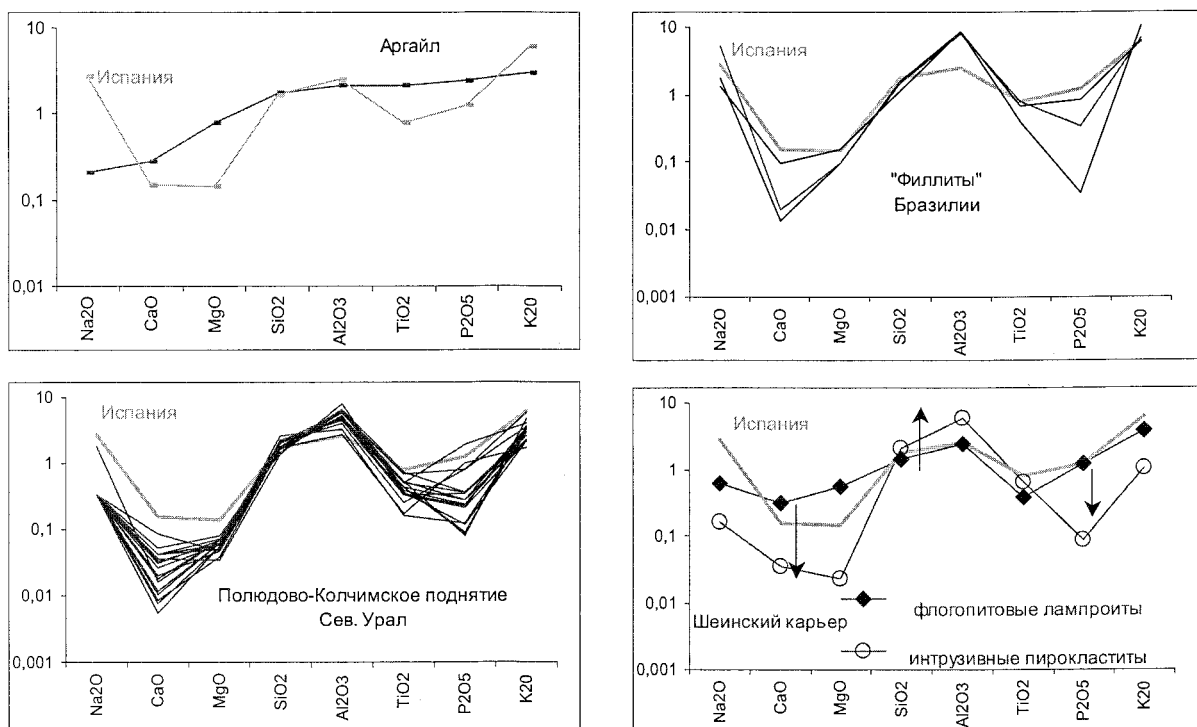 10
1
0,1
0,01
Аргайл
Испания
Na2O
CaO
MgO
SiO2
Al2O3
TiO2
P2O5
K20
10
1
0,1
0,01
0,001
Испания
"Филлиты"
Бразилии
Na2O
CaO
MgO
SiO2
Al2O3
TiO2
P2O5
K20
10
1
0,1
0,01
0,001
Испания
Полюдово-Колчимское поднятие
Сев. Урал
Na2O
CaO
MgO
SiO2
Al2O3
TiO2
P2O5
K20
10
1
0,1
0,01
0,001
Испания
Шеинский карьер
флогопитовые лампроиты
интрузивные пирокластиты
Na2O
CaO
MgO
SiO2
Al2O3
TiO2
P2O5
K20